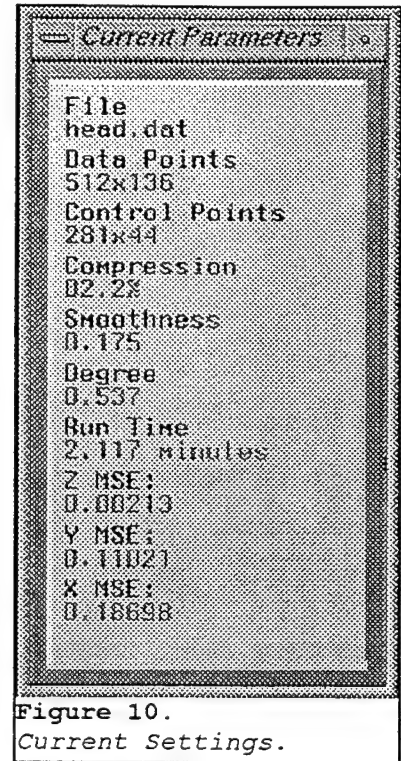 Current Parameters
File
head.dat
Data Points
512x136
Control Points
281x44
Compression
82.2%
Smoothness
0.175
Degree
0.537
Run Time
2.117 minutes
Z MSE:
0.00213
Y MSE:
0.11021
X MSE:
0.18698
Figure 10.
Current Settings.